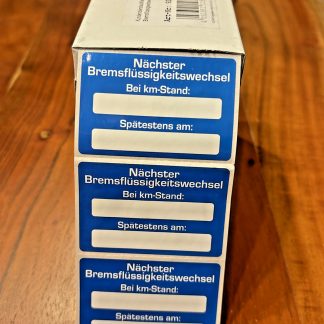 Nächster
Bremsflüssigkeitswechsel
Bei km-Stand:
Spätestens am:
Nächster
Bremsflüssigkeitswechsel
Bei km-Stand:
Spätestens am:
Nächster
Bremsflüssigkeitswechsel
Bei km-Stand:
Spätestens am: